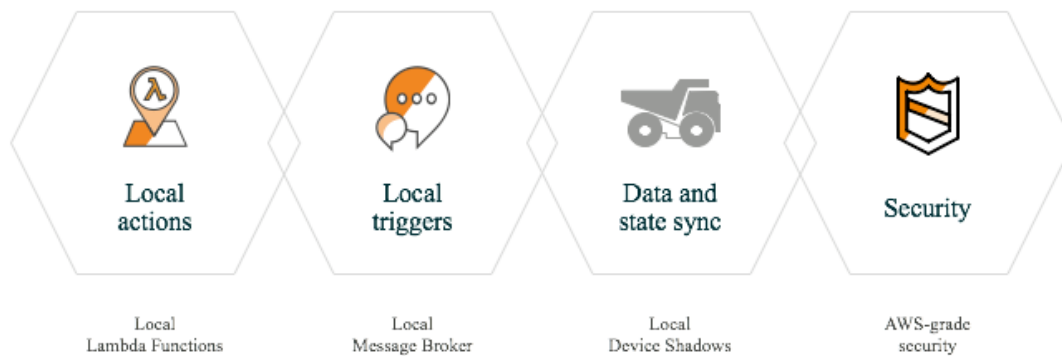 λ
Local
actions
Local
triggers
Data and
state sync
Security
Local
Lambda Functions
Local
Message Broker
Local
Device Shadows
AWS-grade
security